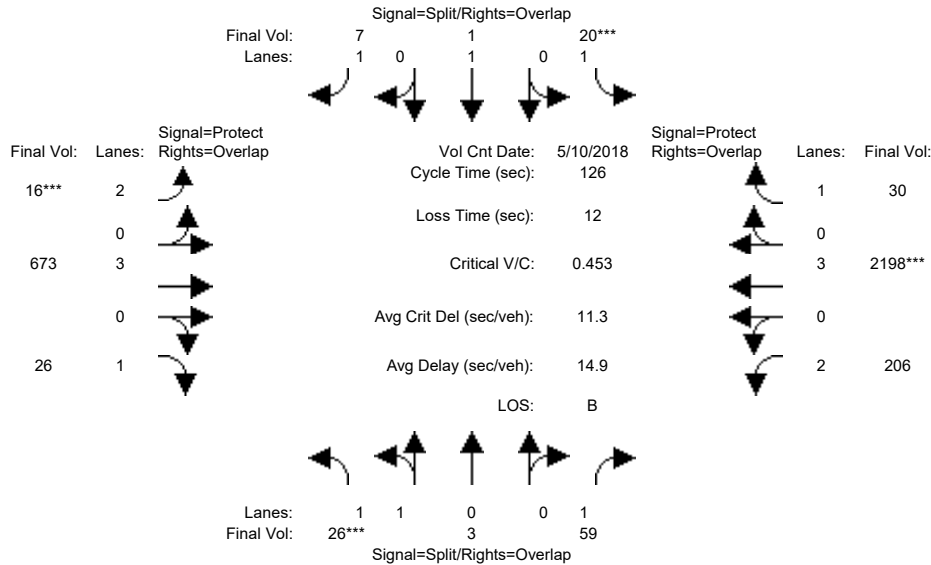 Signal=Split/Rights=Overlap
Final Vol: 7 1 20***
Lanes: 1 0 1 0 1
Signal=Protect Signal=Protect
Final Vol: Lanes: Rights=Overlap Vol Cnt Date: 5/10/2018 Rights=Overlap Lanes: Final Vol:
Cycle Time (sec): 126
16*** 2 1 30
Loss Time (sec): 12
0 0
673 3 Critical V/C: 0.453 3 2198***
0 Avg Crit Del (sec/veh): 11.3 0
26 1 Avg Delay (sec/veh): 14.9 2 206
LOS: B
Lanes: 1 1 0 0 1
Final Vol: 26*** 3 59
Signal=Split/Rights=Overlap